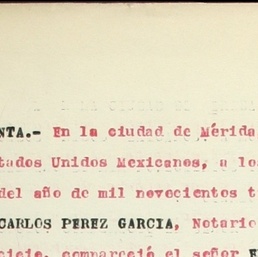 NTA.- En la ciudad de Mérida
tados Unidos Mexicanos, a lo
del año de mil novecientos t
CARLOS PEREZ GARCIA, Notario
compareció el señor